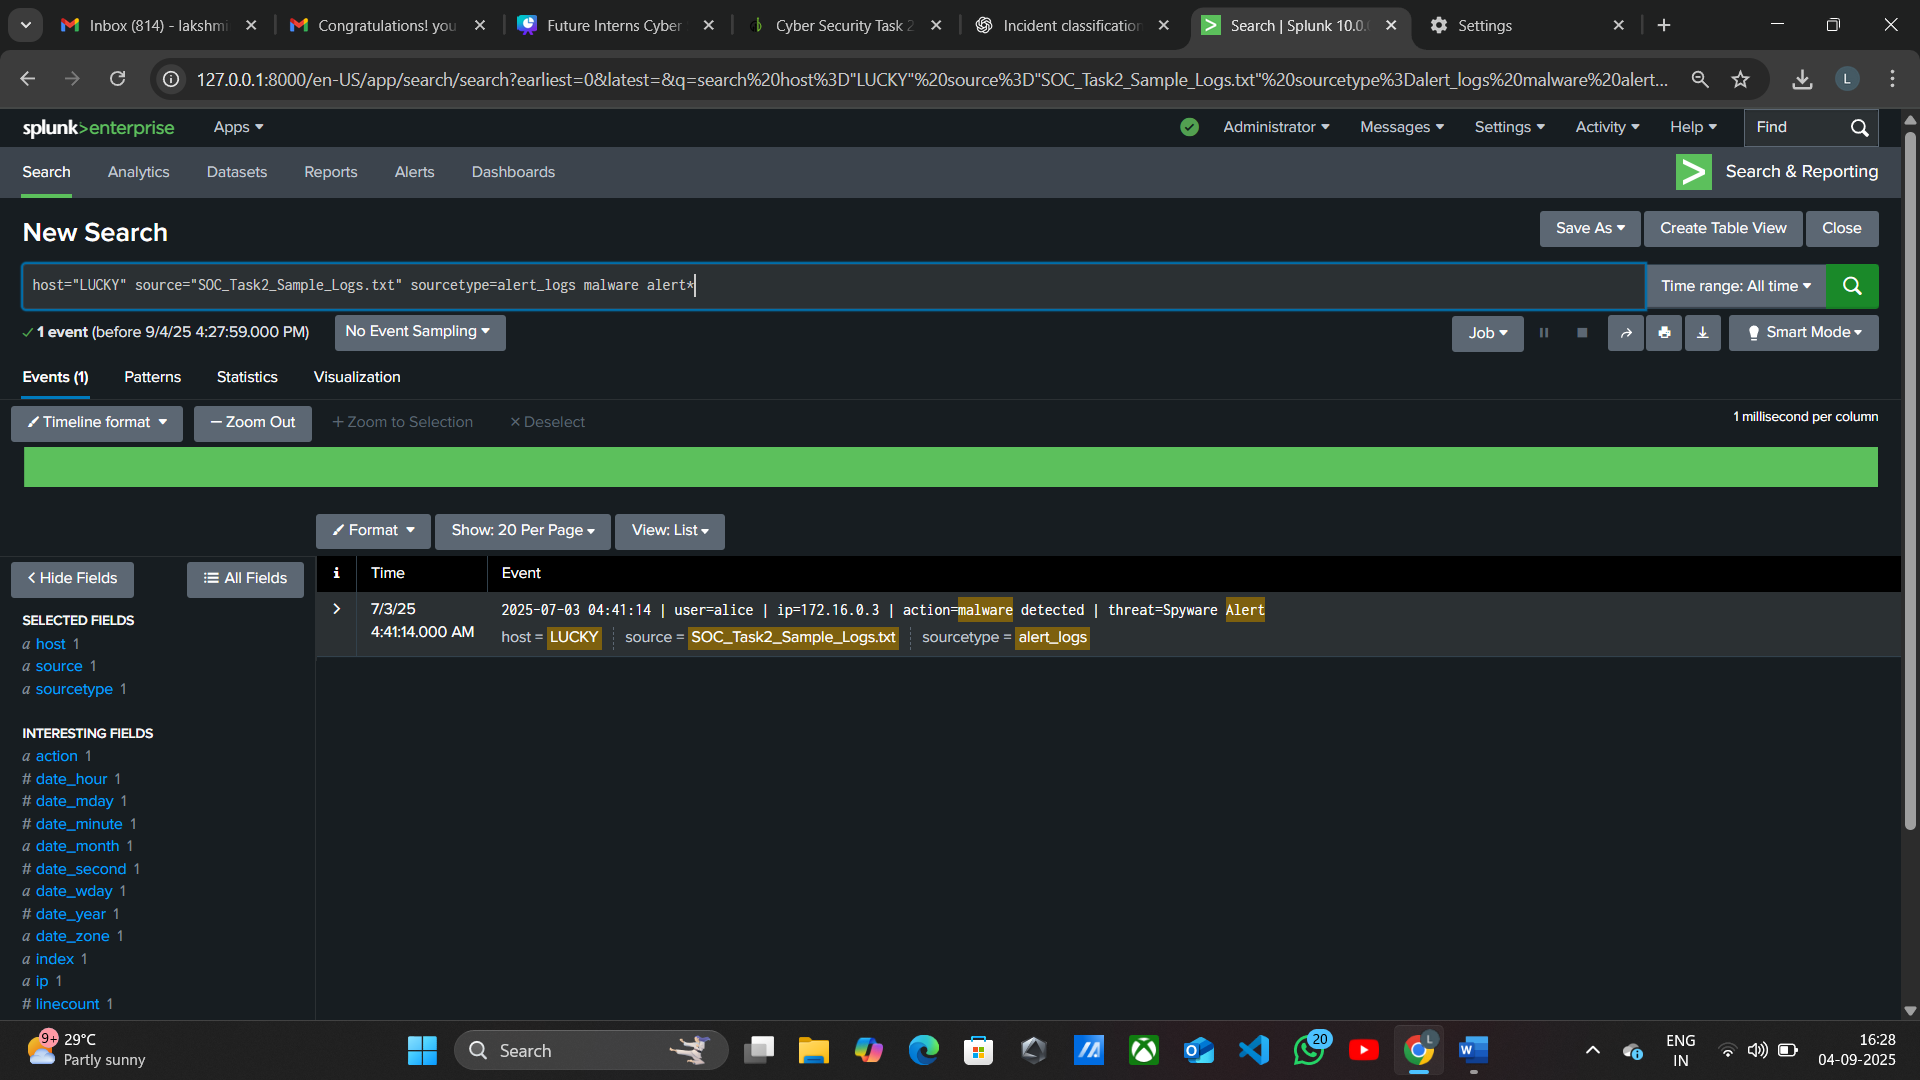 Inbox (814) - lakshmi
Congratulations! you
Future Interns Cyber
Cyber Security Task 2
Incident classification
Search | Splunk 10.0.
Settings
127.0.0.1:8000/en-US/app/search/search?earliest=0&latest=&q=search%20host%3D"LUCKY"%20source%3D"SOC_Task2_Sample_Logs.txt"%20sourcetype%3Dalert_logs%20malware%20alert...
L
splunk>enterprise
Apps
Administrator
Messages
Settings
Activity
Help
Find
Search
Analytics
Datasets
Reports
Alerts
Dashboards
Search & Reporting
New Search
Save As
Create Table View
Close
host="LUCKY" source="SOC_Task2_Sample_Logs.txt" sourcetype=alert_logs malware alert*
Time range: All time
1 event (before 9/4/25 4:27:59.000 PM)
No Event Sampling
Job
Smart Mode
Events (1)
Patterns
Statistics
Visualization
Timeline format
— Zoom Out
+ Zoom to Selection
× Deselect
1 millisecond per column
Format
Show: 20 Per Page
View: List
< Hide Fields
All Fields
i
Time
Event
SELECTED FIELDS
a host 1
a source 1
a sourcetype 1
INTERESTING FIELDS
a action 1
# date_hour 1
# date_mday 1
# date_minute 1
a date_month 1
# date_second 1
a date_wday 1
# date_year 1
a date_zone 1
a index 1
a ip 1
# linecount 1
7/3/25
4:41:14.000 AM
2025-07-03 04:41:14 | user=alice | ip=172.16.0.3 | action=malware detected | threat=Spyware Alert
host = LUCKY
source = SOC_Task2_Sample_Logs.txt
sourcetype = alert_logs
9+
29°C
Partly sunny
Search
20
L
ENG
IN
16:28
04-09-2025